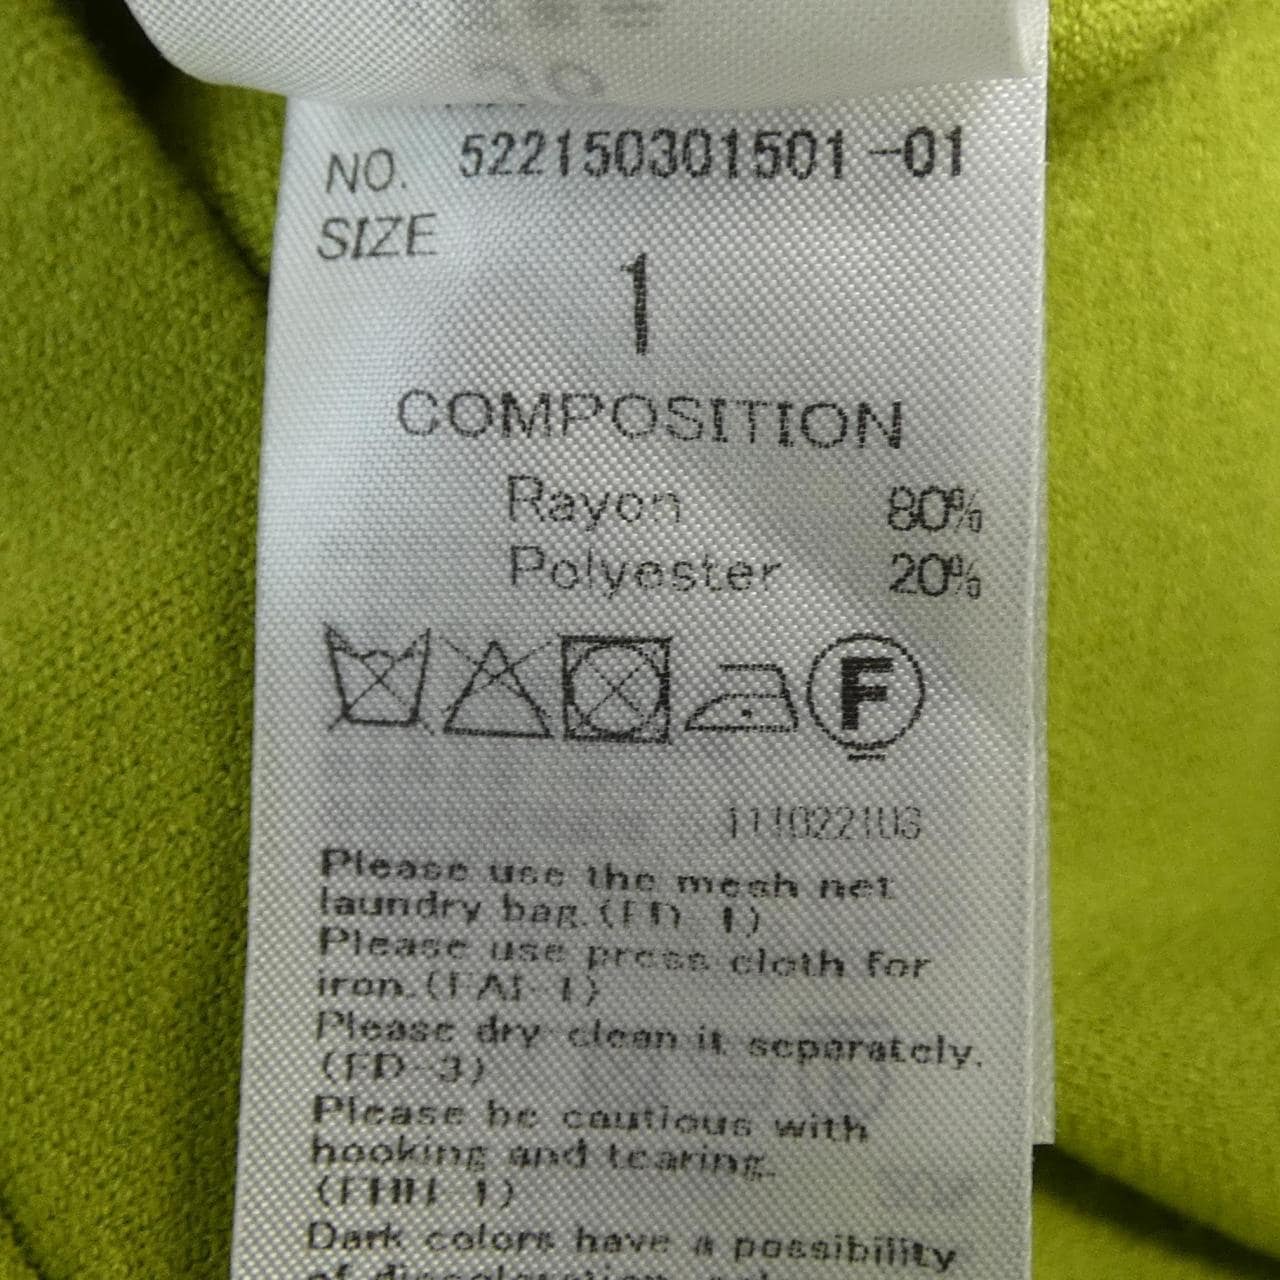 NO. 522150301501-01
SIZE
1
COMPOSITION
Rayon 80%
Polyester 20%
F
Please use the mesh net
laundry bag.(FD-1)
Please use press cloth for
iron.(FAI-1)
Please dry clean it separately.
(FD-3)
Please be cautious with
hooking and tearing.
(FHH-1)
Dark colors have a possibility
of discoloration